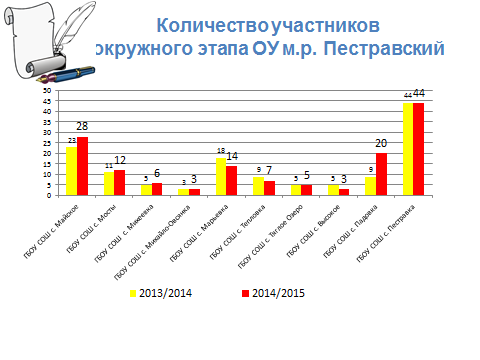 Количество участников
окружного этапа ОУ м.р. Пестравский
50
45
40
35
30
25
20
15
10
5
0
23 28
11 12
5 6
3 3
18 14
9 7
5 5
5 3
9 20
44 44
ГБОУ СОШ с. Майское
ГБОУ СОШ с. Мосты
ГБОУ СОШ с. Михеевка
ГБОУ СОШ с. Михайло-Овсянка
ГБОУ СОШ с. Марьевка
ГБОУ СОШ с. Тепловка
ГБОУ СОШ с. Тяглое Озеро
ГБОУ СОШ с. Высокое
ГБОУ СОШ с. Падовка
ГБОУ СОШ с. Пестравка
2013/2014
2014/2015